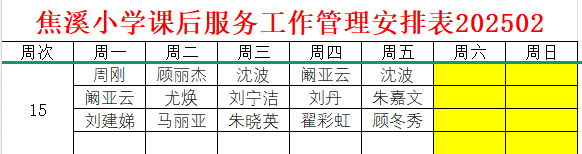 焦溪小学课后服务工作管理安排表202502
周次 周一 周二 周三 周四 周五 周六 周日
周刚 顾丽杰 沈波 阚亚云 沈波
15 阚亚云 尤焕 刘宁洁 刘丹 朱嘉文
刘建娣 马丽亚 朱晓英 翟彩虹 顾冬秀